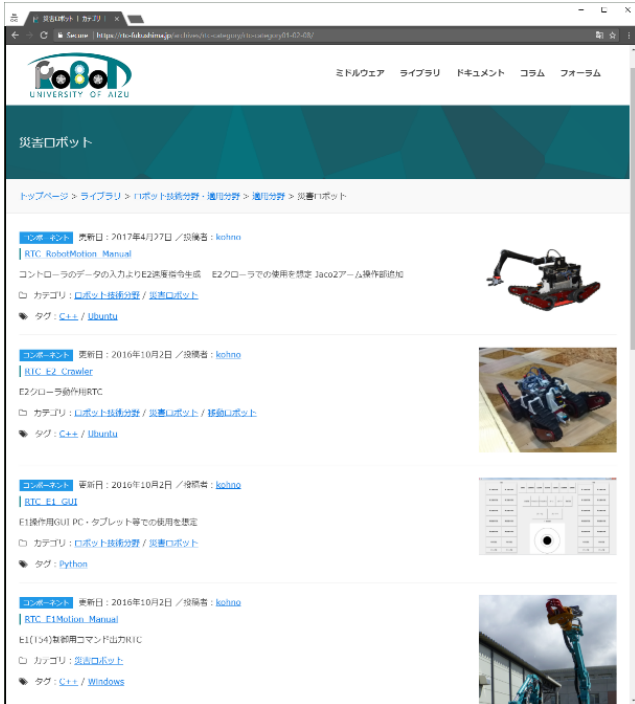 災害ロボット | カテゴリ
Secure | https://rtc-fukushima.jp/archives/rtc-category/rtc-category01-02-08/
RoBoT
UNIVERSITY OF AIZU
ミドルウェア ライブラリ ドキュメント コラム フォーラム
災害ロボット
トップページ > ライブラリ > ロボット技術分野・適用分野 > 適用分野 > 災害ロボット
コンポーネント 更新日：2017年4月27日 ／投稿者：kohno
RTC_RobotMotion_Manual
コントローラのデータの入力よりE2速度指令生成 E2クローラでの使用を想定 Jaco2アーム操作部追加
カテゴリ：ロボット技術分野 / 災害ロボット
タグ：C++ / Ubuntu
コンポーネント 更新日：2016年10月2日 ／投稿者：kohno
RTC_E2_Crawler
E2クローラ動作用RTC
カテゴリ：ロボット技術分野 / 災害ロボット / 移動ロボット
タグ：C++ / Ubuntu
コンポーネント 更新日：2016年10月2日 ／投稿者：kohno
RTC_E1_GUI
E1操作用GUI PC・タブレット等での使用を想定
カテゴリ：ロボット技術分野 / 災害ロボット
タグ：Python
コンポーネント 更新日：2016年10月2日 ／投稿者：kohno
RTC_E1Motion_Manual
E1(T54)制御用コマンド出力RTC
カテゴリ：災害ロボット
タグ：C++ / Windows